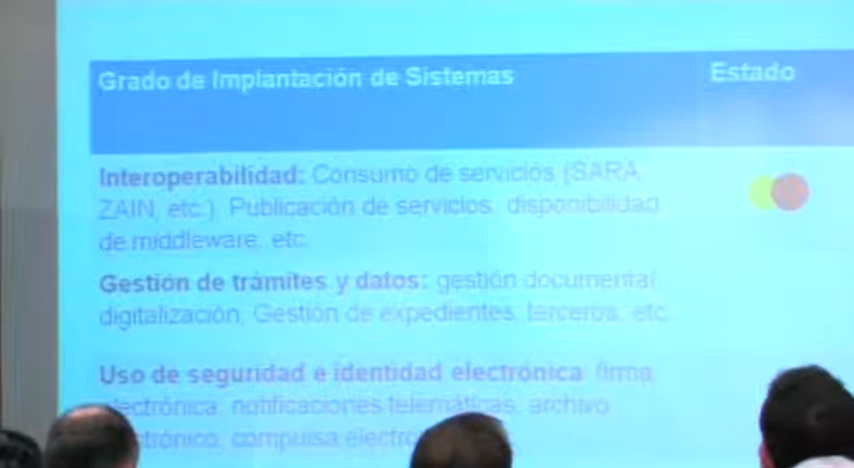 Grado de Implantación de Sistemas
Estado
Interoperabilidad: Consumo de servicios (SARA,
ZAIN, etc.). Publicación de servicios, disponibilidad
de middleware, etc.
Gestión de trámites y datos: gestión documental,
digitalización, Gestión de expedientes, terceros, etc.
Uso de seguridad e identidad electrónica: firma
electrónica, notificaciones telemáticas, archivo
compulsa